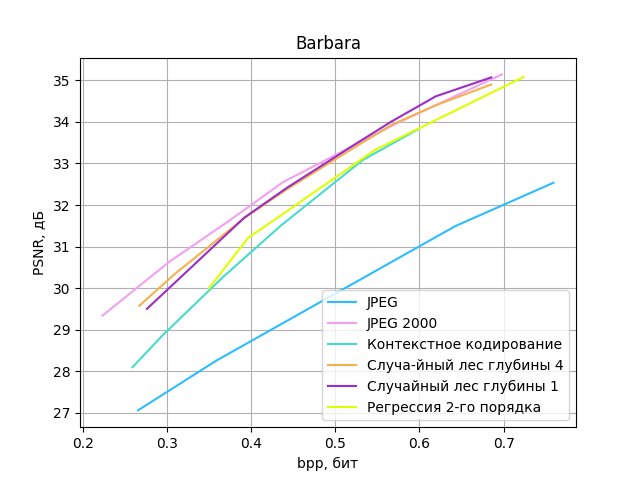 Barbara
PSNR, дБ
35
34
33
32
31
30
29
28
27
0.2
0.3
0.4
0.5
0.6
0.7
bpp, бит
JPEG
JPEG 2000
Контекстное кодирование
Случа-йный лес глубины 4
Случайный лес глубины 1
Регрессия 2-го порядка